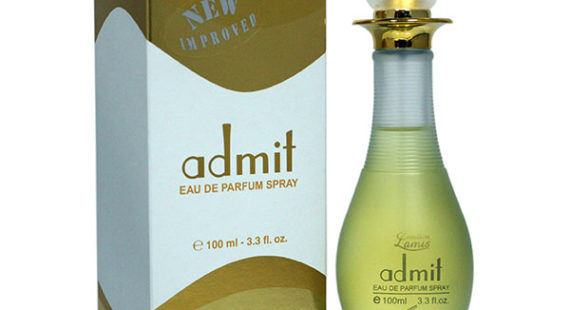 NEW
IMPROVED
admit
EAU DE PARFUM SPRAY
℮ 100 ml - 3.3 fl. oz.
Creation
Lamis
admit
EAU DE PARFUM SPRAY
℮ 100ml 3.3 fl. oz.